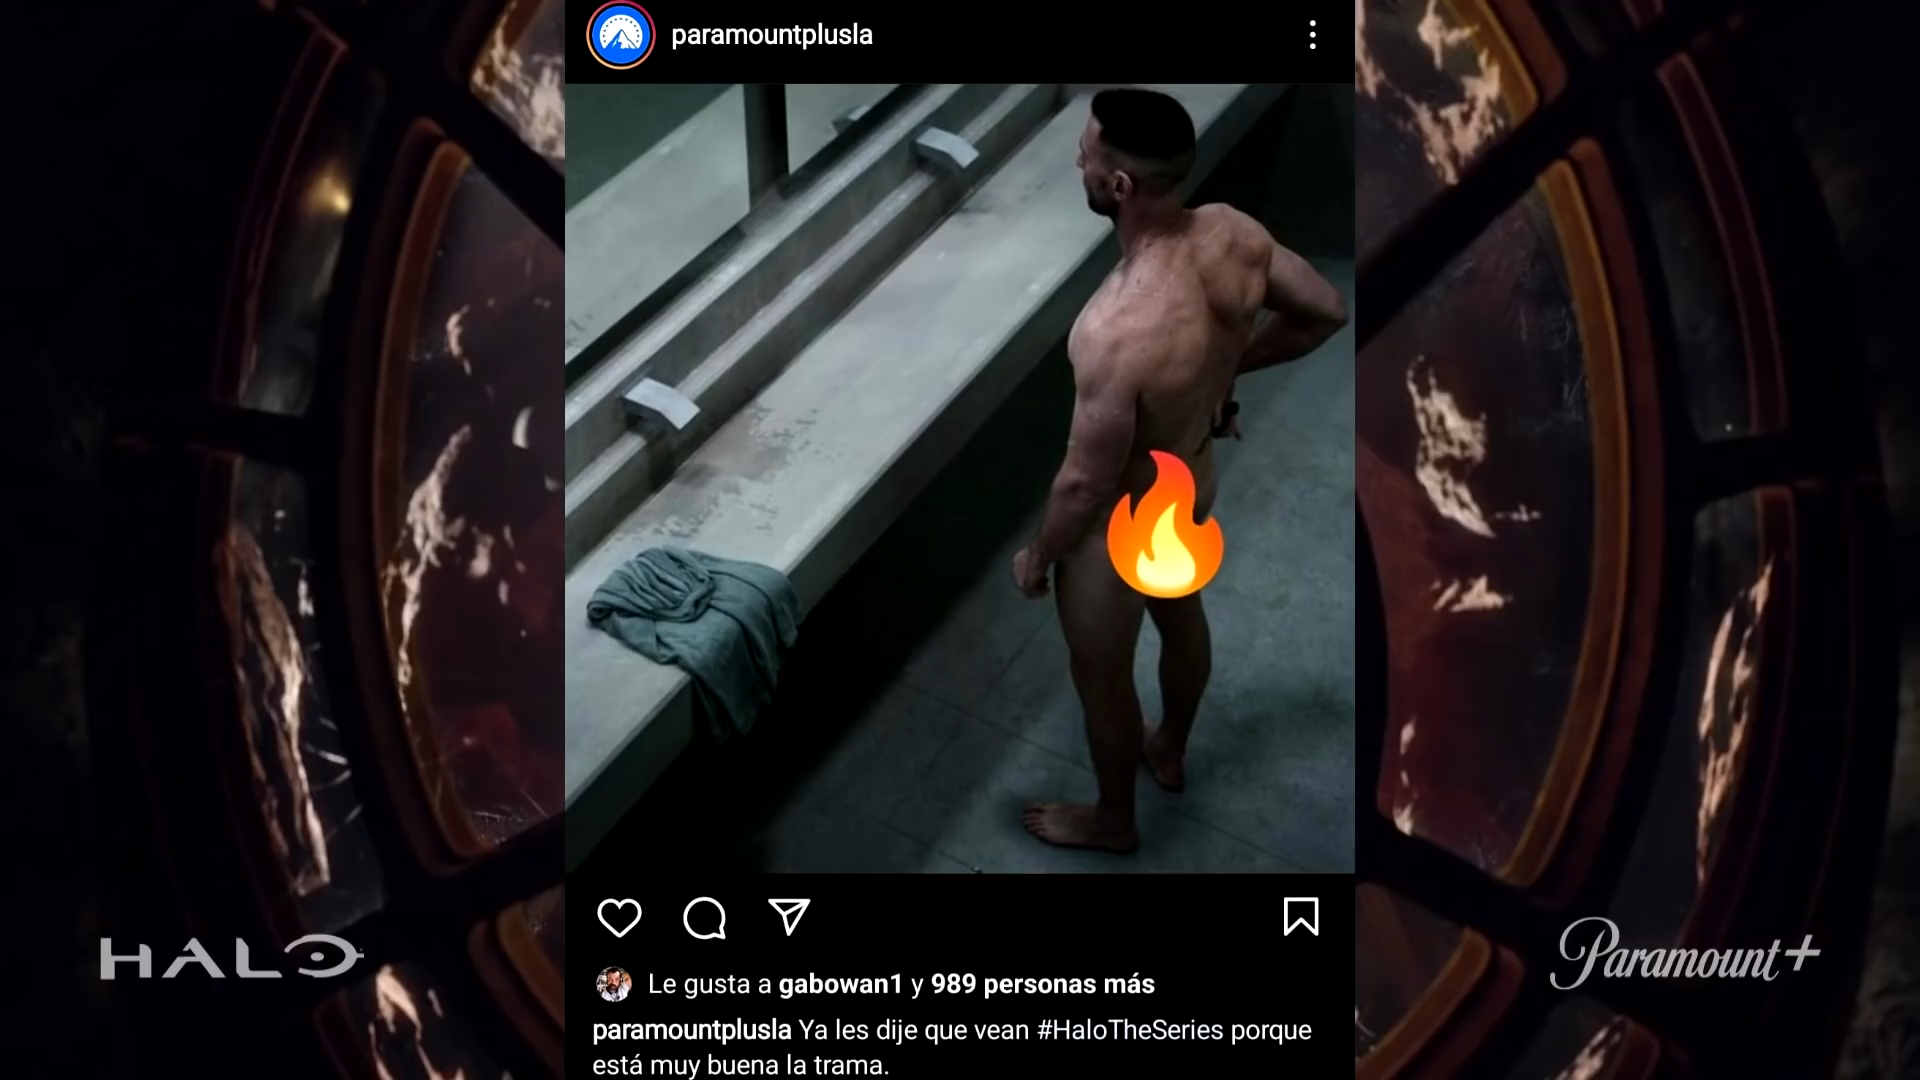 paramountplusla
HALO
Paramount+
Le gusta a gabowan1 y 989 personas más
paramountplusla Ya les dije que vean #HaloTheSeries porque
está muy buena la trama.